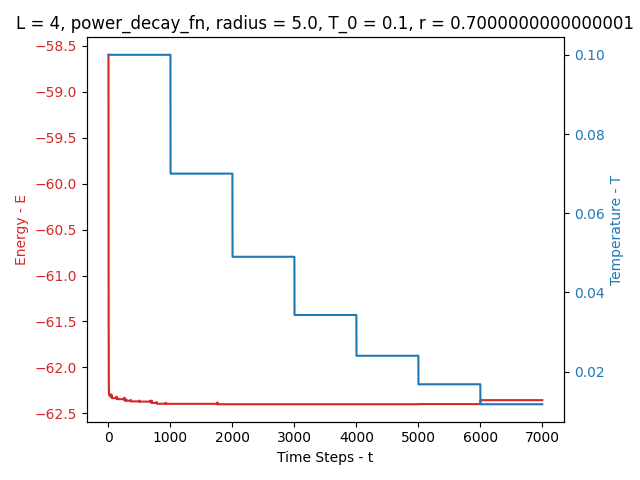 L = 4, power_decay_fn, radius = 5.0, T_0 = 0.1, r = 0.7000000000000001
−58.5
−59.0
−59.5
−60.0
−60.5
−61.0
−61.5
−62.0
−62.5
Energy - E
0.10
0.08
0.06
0.04
0.02
Temperature - T
0 1000 2000 3000 4000 5000 6000 7000
Time Steps - t